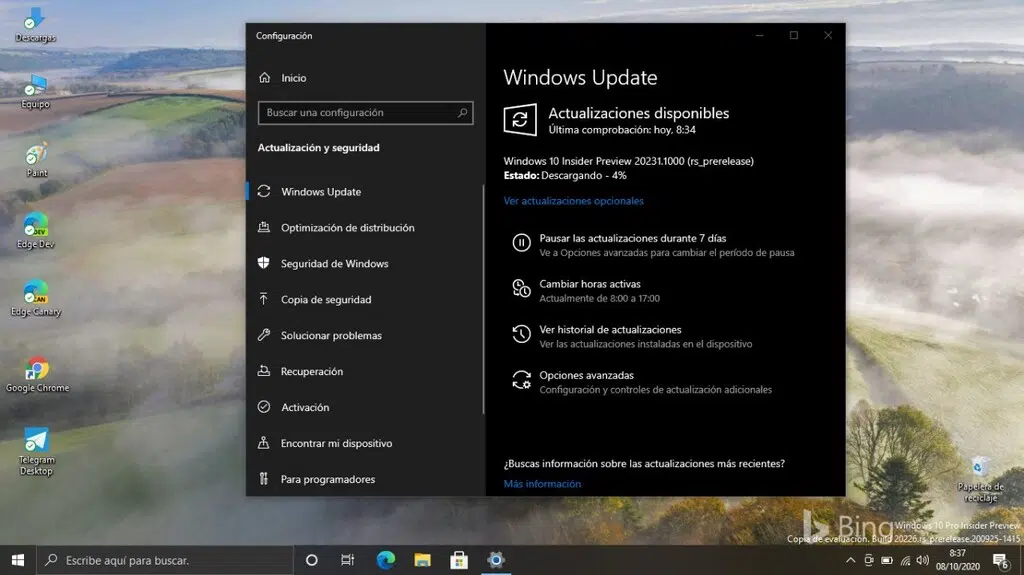 Descargas
Equipo
Paint
Edge Dev
Edge Canary
Google Chrome
Telegram
Desktop
Configuración
Inicio
Buscar una configuración
Actualización y seguridad
Windows Update
Optimización de distribución
Seguridad de Windows
Copia de seguridad
Solucionar problemas
Recuperación
Activación
Encontrar mi dispositivo
Para programadores
Windows Update
Actualizaciones disponibles
Última comprobación: hoy, 8:34
Windows 10 Insider Preview 20231.1000 (rs_prerelease)
Estado: Descargando - 4%
Ver actualizaciones opcionales
Pausar las actualizaciones durante 7 días
Ve a Opciones avanzadas para cambiar el período de pausa
Cambiar horas activas
Actualmente de 8:00 a 17:00
Ver historial de actualizaciones
Ver las actualizaciones instaladas en el dispositivo
Opciones avanzadas
Configuración y controles de actualización adicionales
¿Buscas información sobre las actualizaciones más recientes?
Más información
Papelera de
reciclaje
Bing
Windows 10 Pro Insider Preview
Copia de evaluación. Build 20226.rs_prerelease.200925-1415
Escribe aquí para buscar.
8:37
08/10/2020
6